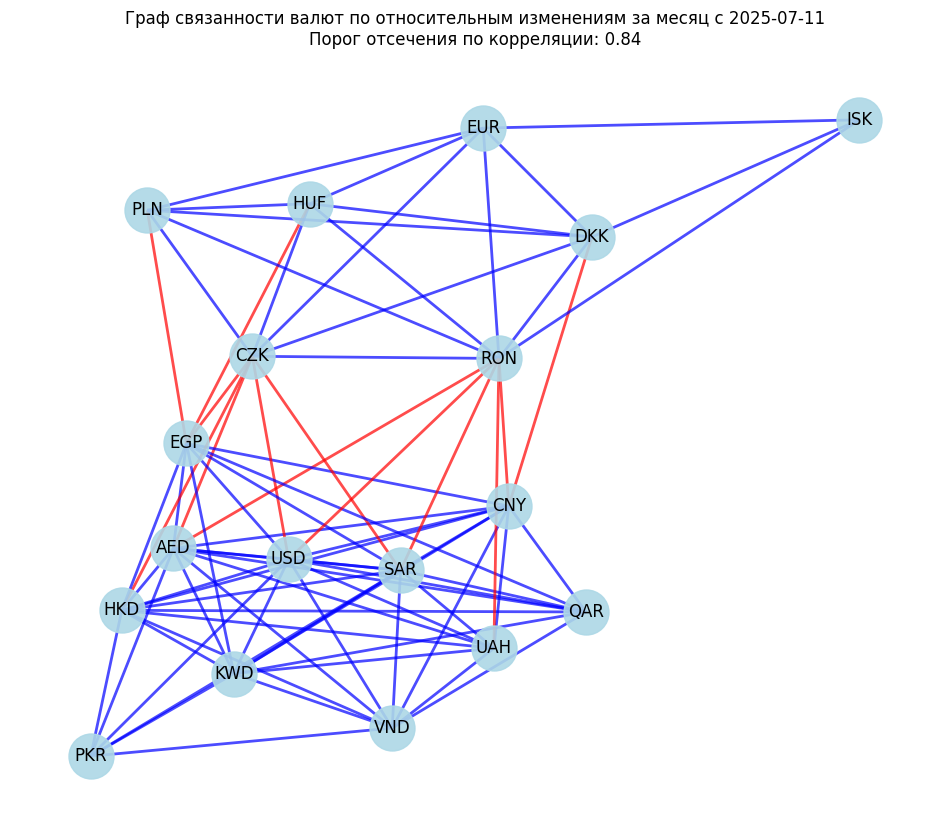 Граф связанности валют по относительным изменениям за месяц с 2025-07-11
Порог отсечения по корреляции: 0.84
ISK
EUR
HUF
PLN
DKK
CZK
RON
EGP
CNY
AED
USD
SAR
HKD
QAR
UAH
KWD
VND
PKR